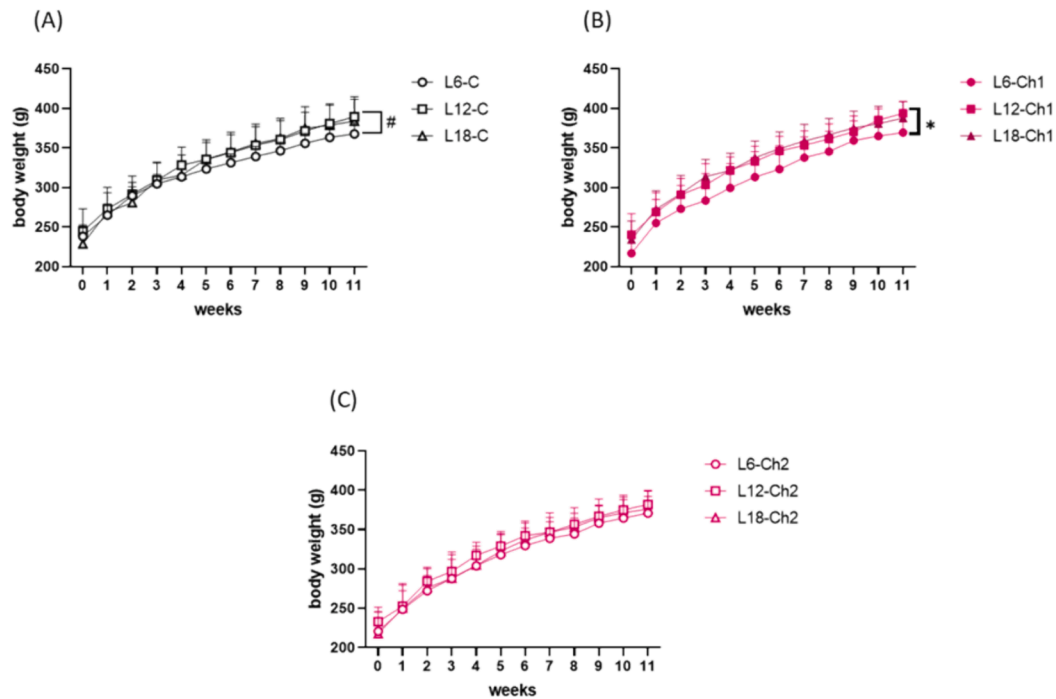 (A)
body weight (g)
450
400
350
300
250
200
0 1 2 3 4 5 6 7 8 9 10 11
weeks
L6-C
L12-C
L18-C
#
(B)
body weight (g)
450
400
350
300
250
200
0 1 2 3 4 5 6 7 8 9 10 11
weeks
L6-Ch1
L12-Ch1
L18-Ch1
*
(C)
body weight (g)
450
400
350
300
250
200
0 1 2 3 4 5 6 7 8 9 10 11
weeks
L6-Ch2
L12-Ch2
L18-Ch2